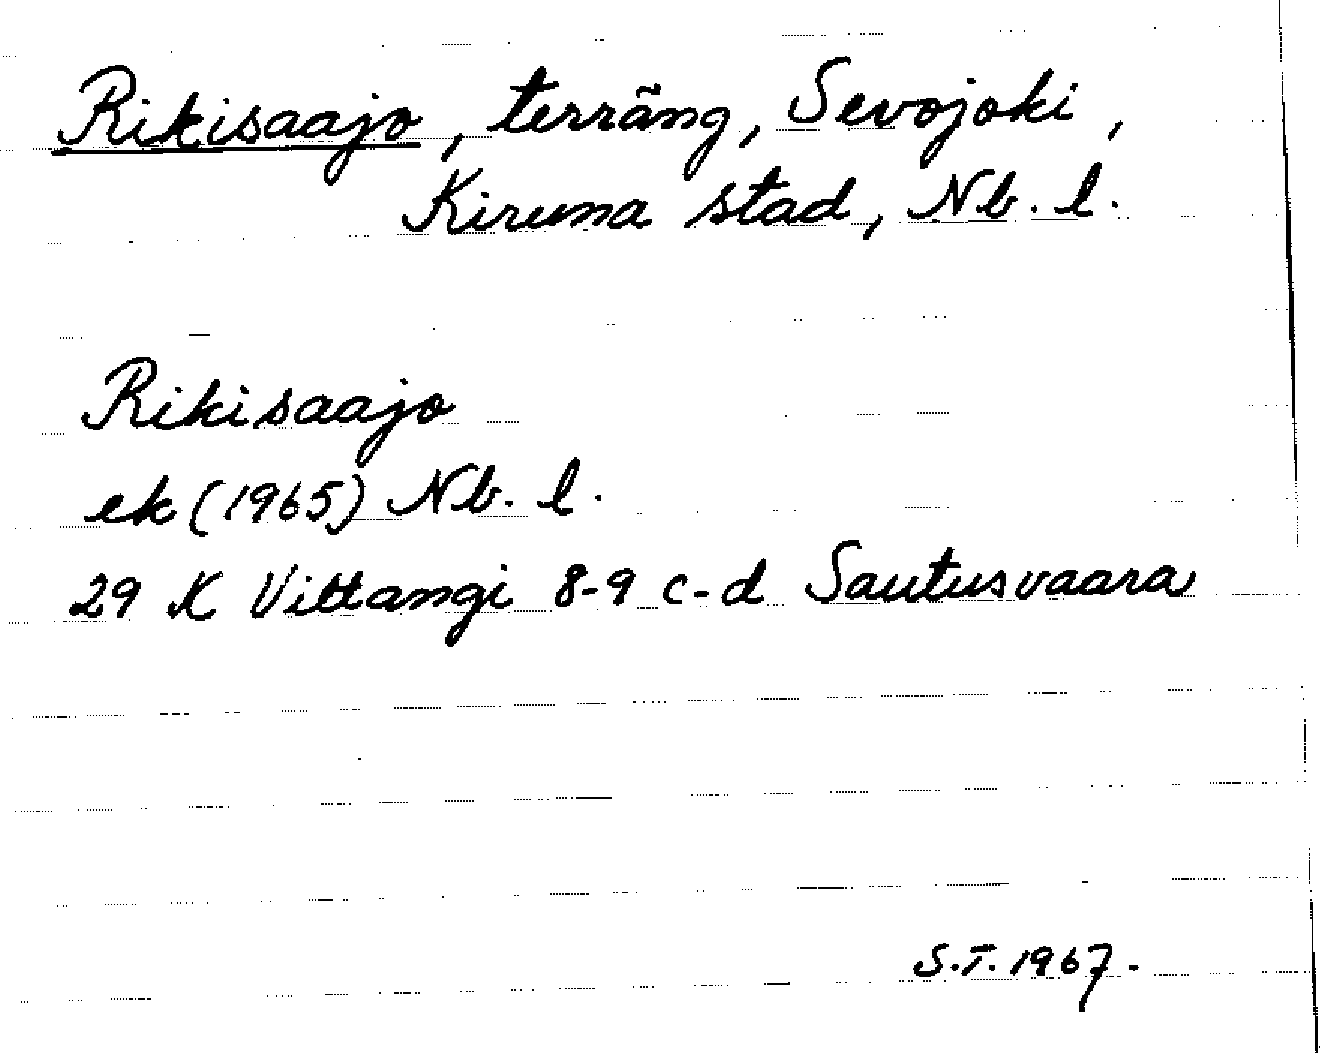 Rikisaajo, terräng, Sevojoki,
Kiruna stad, Nb. l.
Rikisaajo
ek (1965) Nb. l.
29 K Vittangi 8-9 c-d Sautusvaara
S.T. 1967.